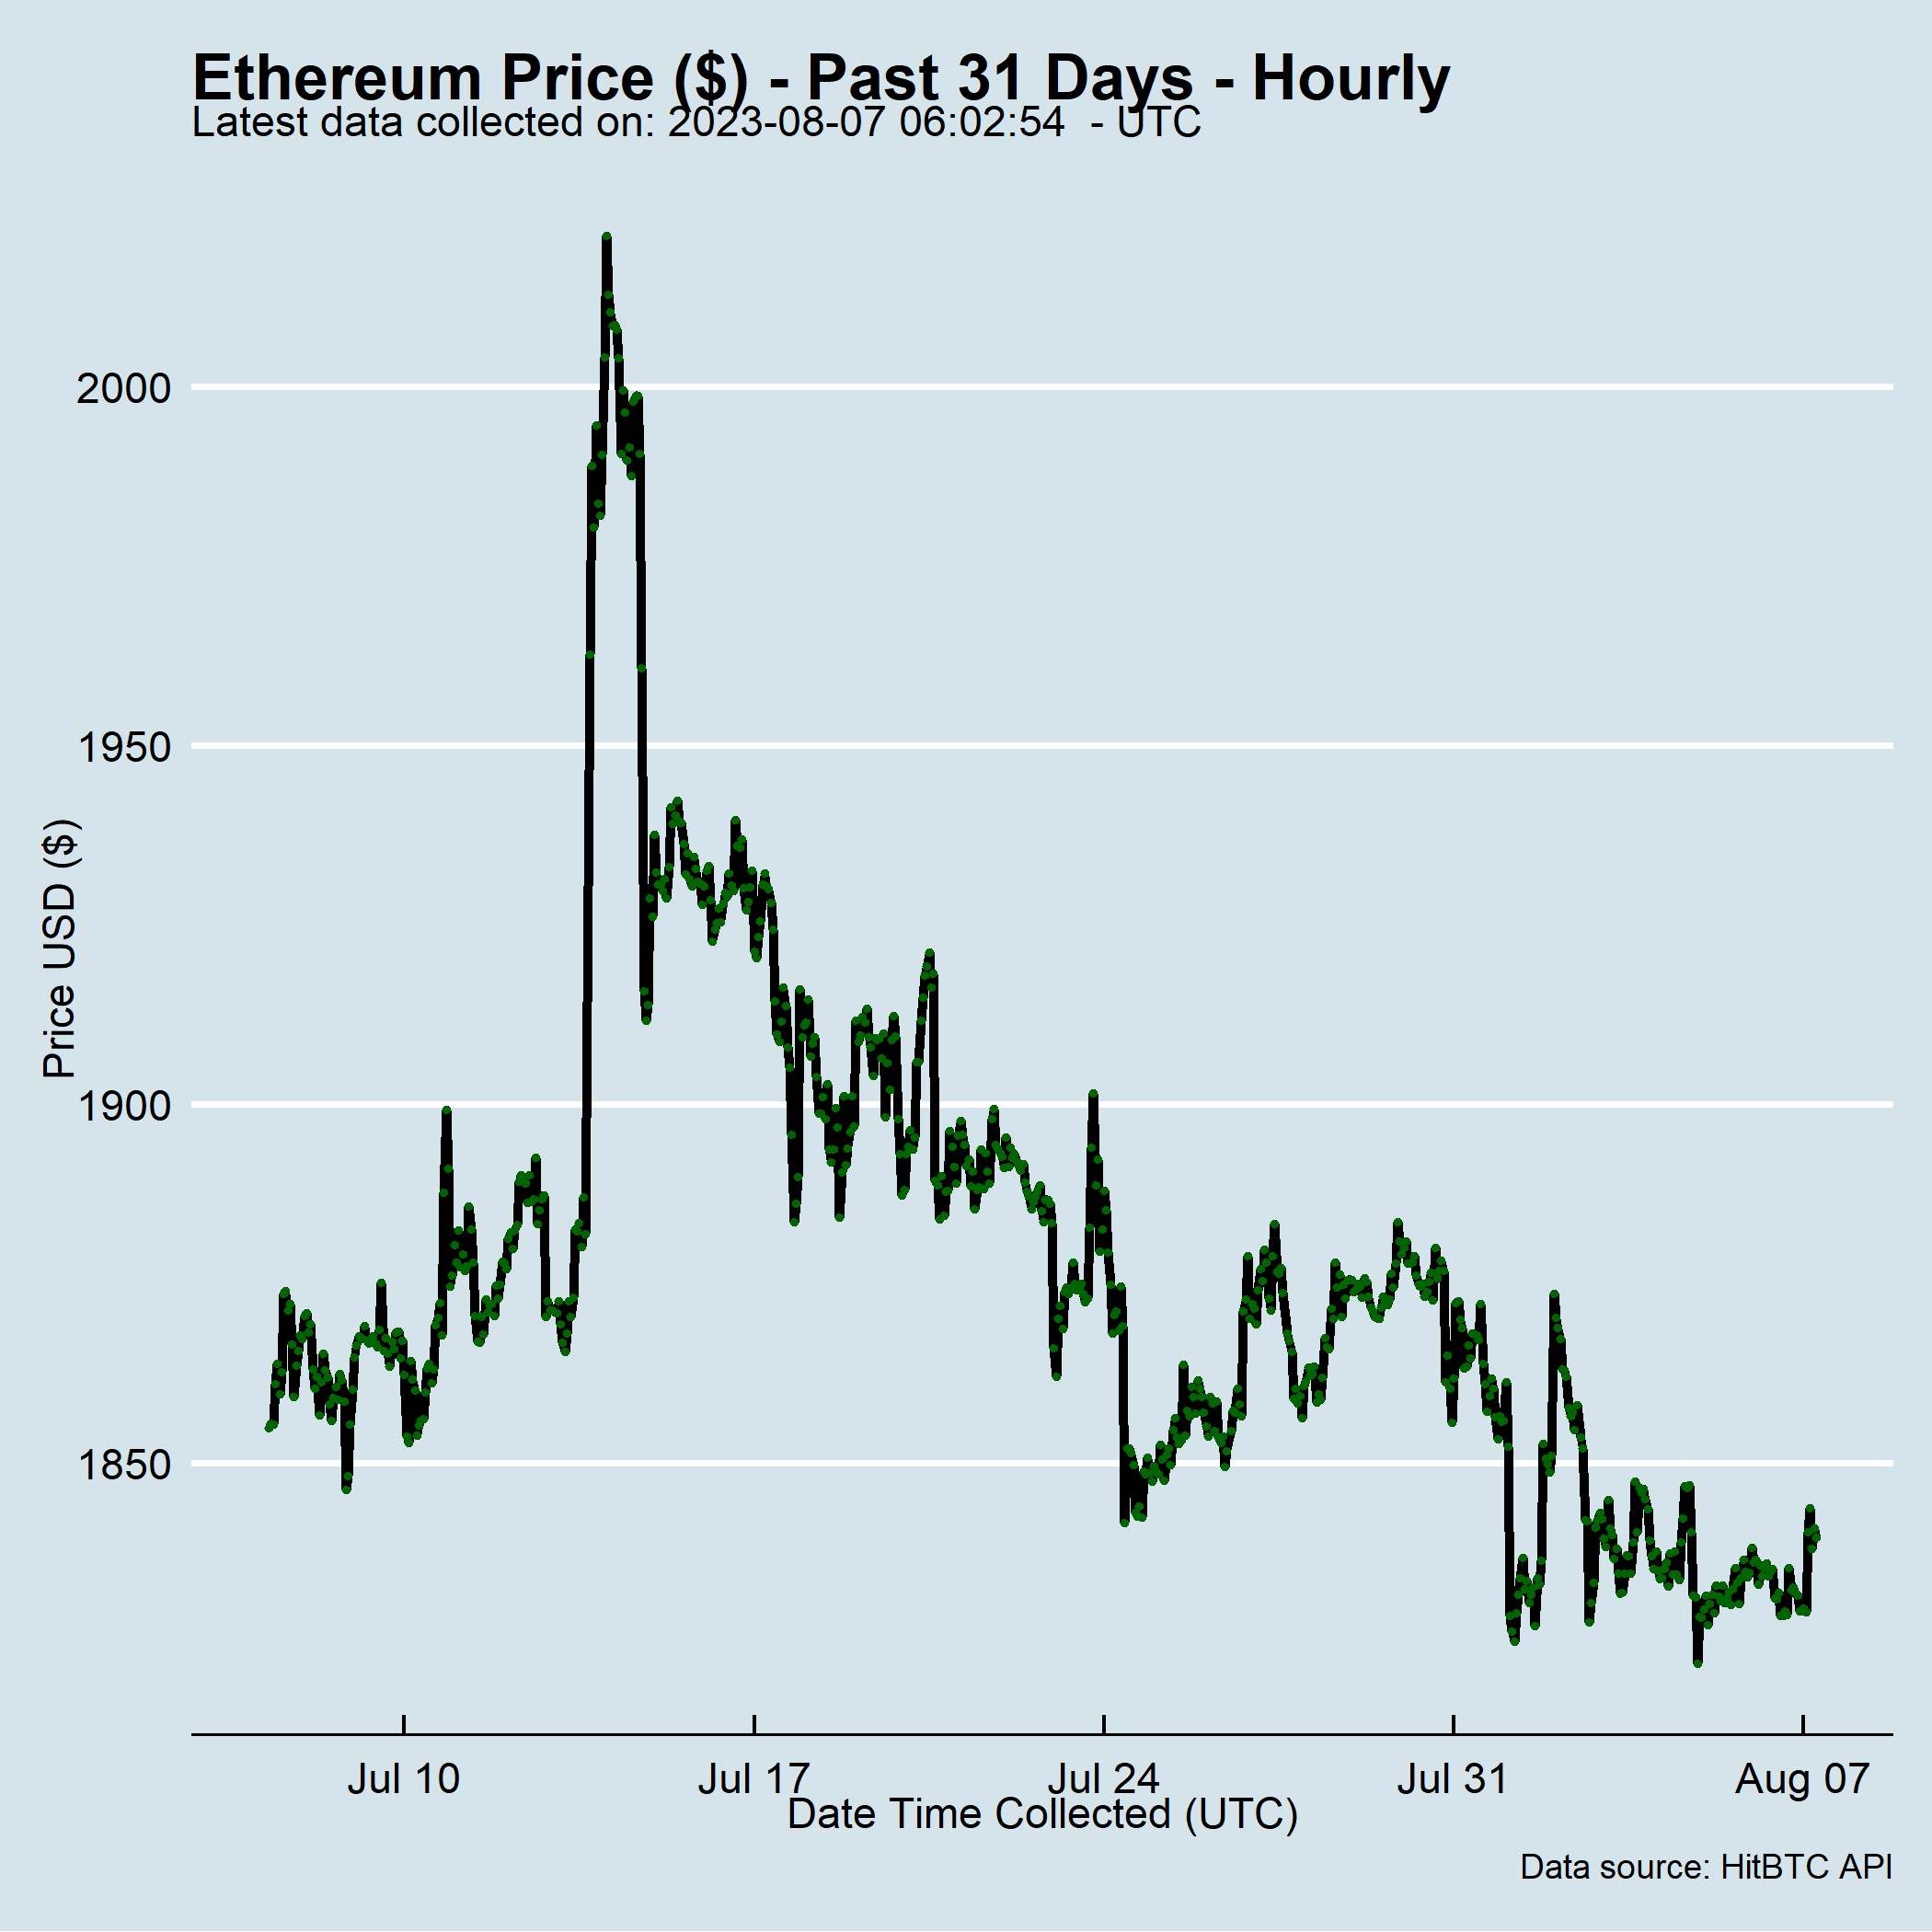 Ethereum Price ($) - Past 31 Days - Hourly
Latest data collected on: 2023-08-07 06:02:54  - UTC
2000
1950
1900
1850
Price USD ($)
Jul 10
Jul 17
Jul 24
Jul 31
Aug 07
Date Time Collected (UTC)
Data source: HitBTC API